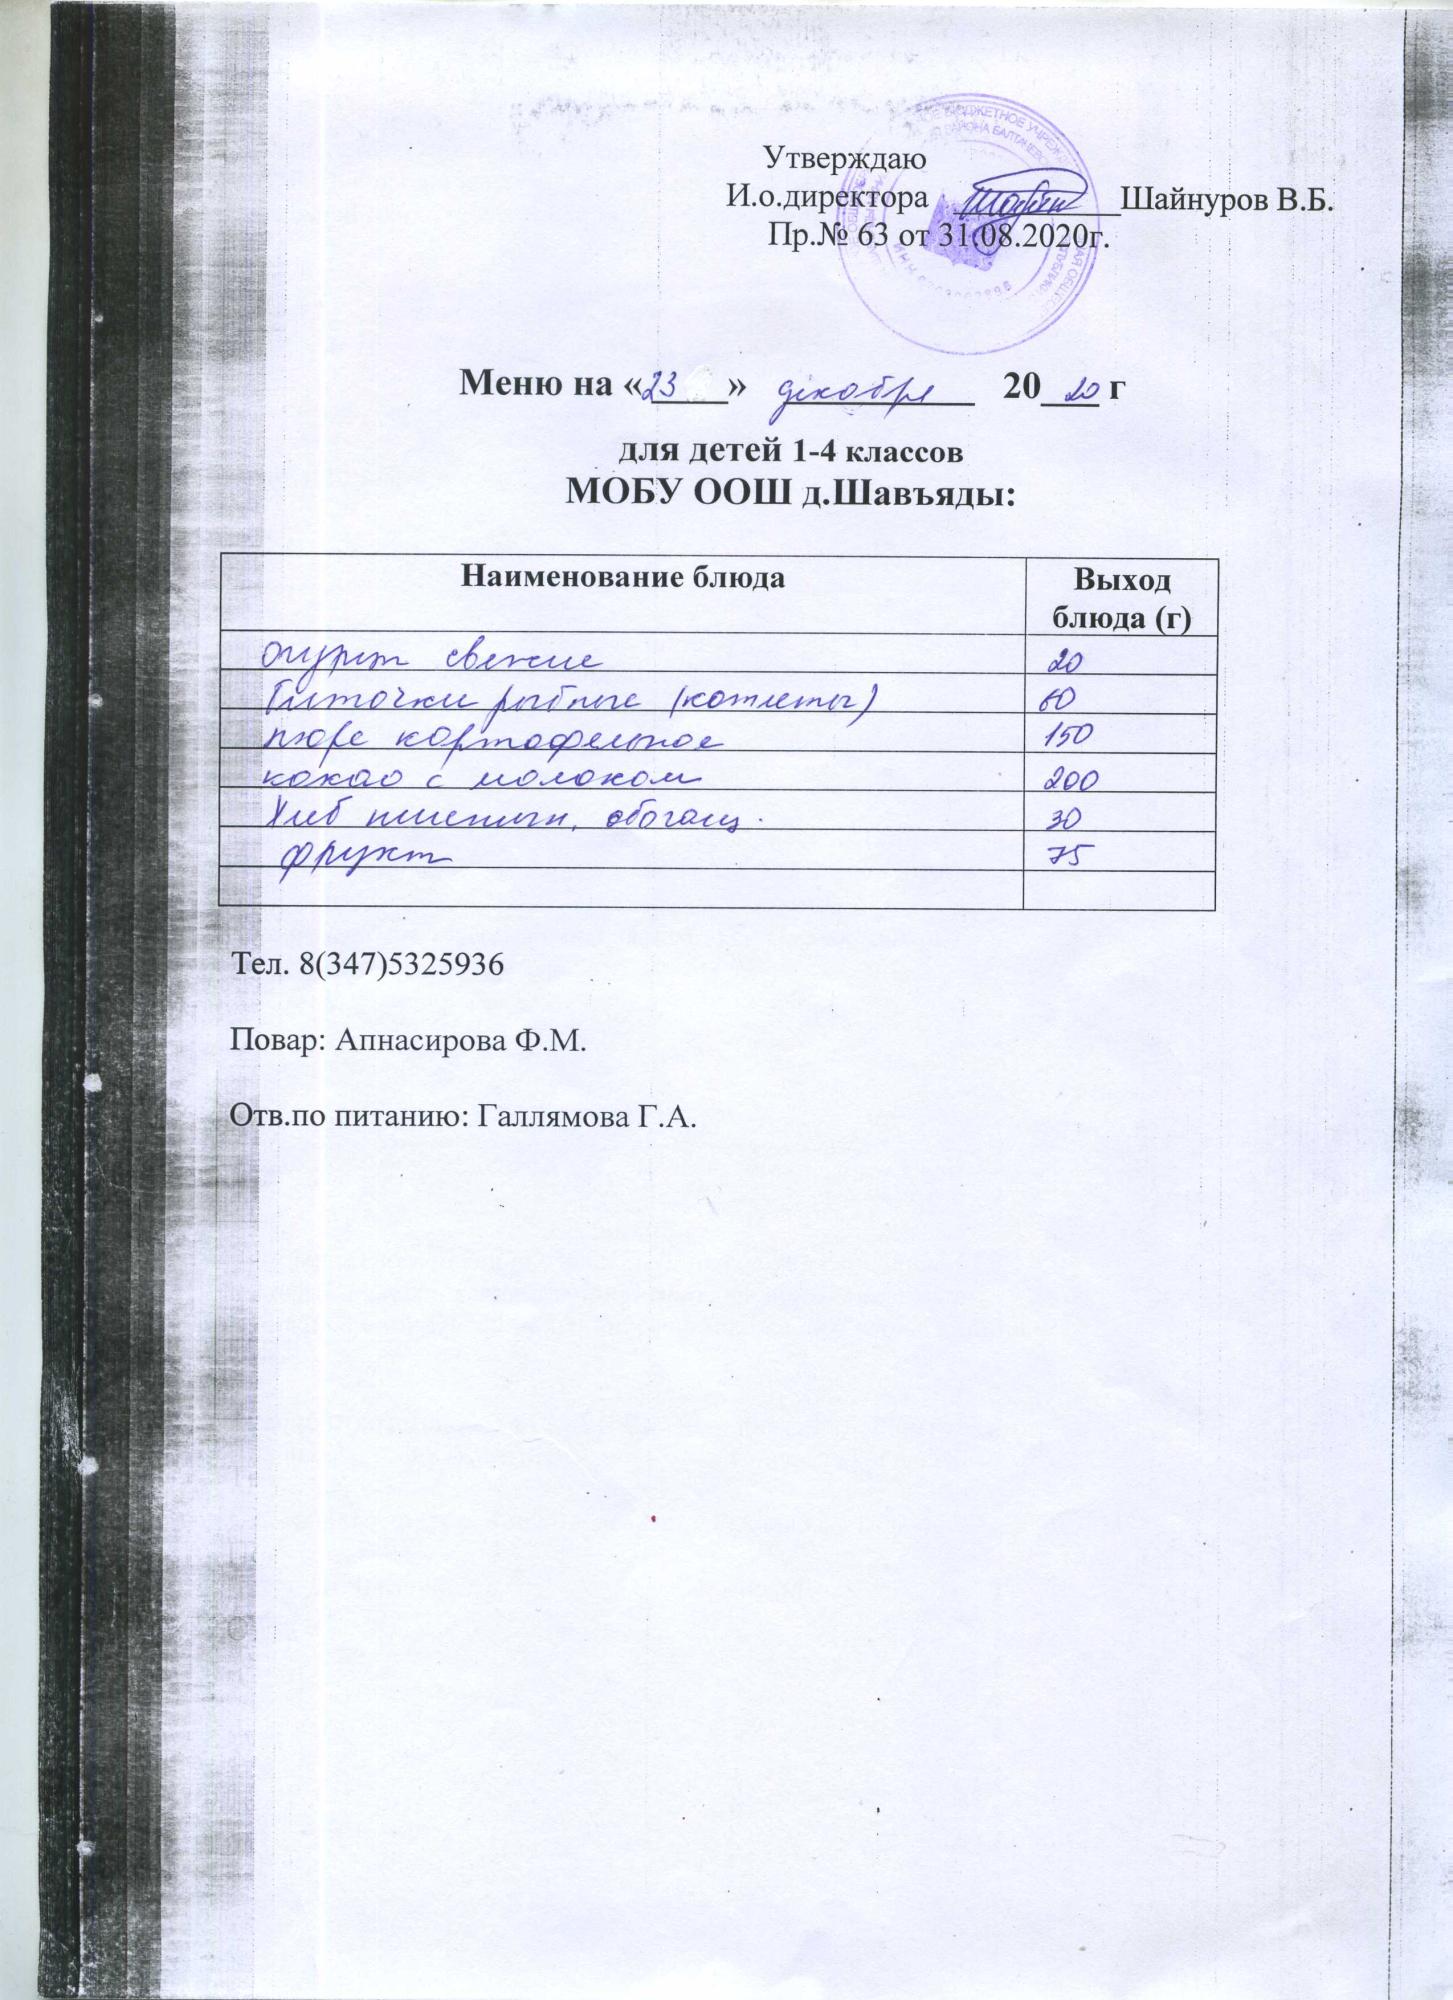 Утверждаю
И.о.директора Шайнуров В.Б.
Пр.№ 63 от 31.08.2020г.
Меню на «23» декабря 2020 г
для детей 1-4 классов
МОБУ ООШ д.Шавъяды:
Наименование блюда Выход блюда (г)
огурцы свежие 20
Биточки рыбные (котлеты) 60
пюре картофельное 150
какао с молоком 200
Хлеб пшеничн. обогащ. 30
фрукт 75
Тел. 8(347)5325936
Повар: Апнасирова Ф.М.
Отв.по питанию: Галлямова Г.А.